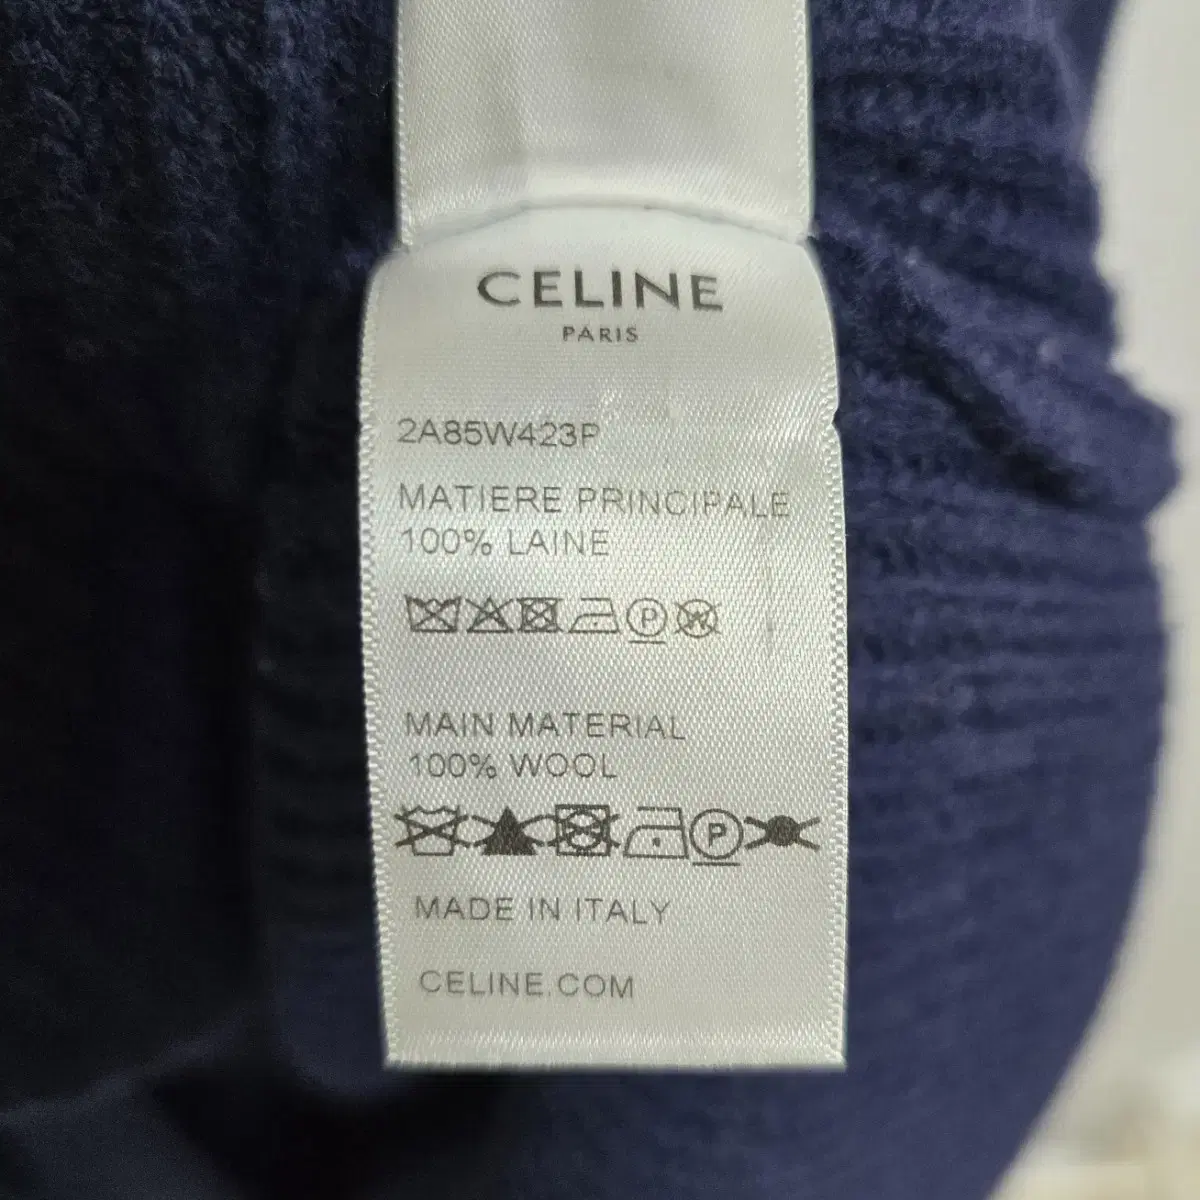 CELINE
PARIS
2A85W423P
MATIERE PRINCIPALE
100% LAINE
MAIN MATERIAL
100% WOOL
MADE IN ITALY
CELINE.COM